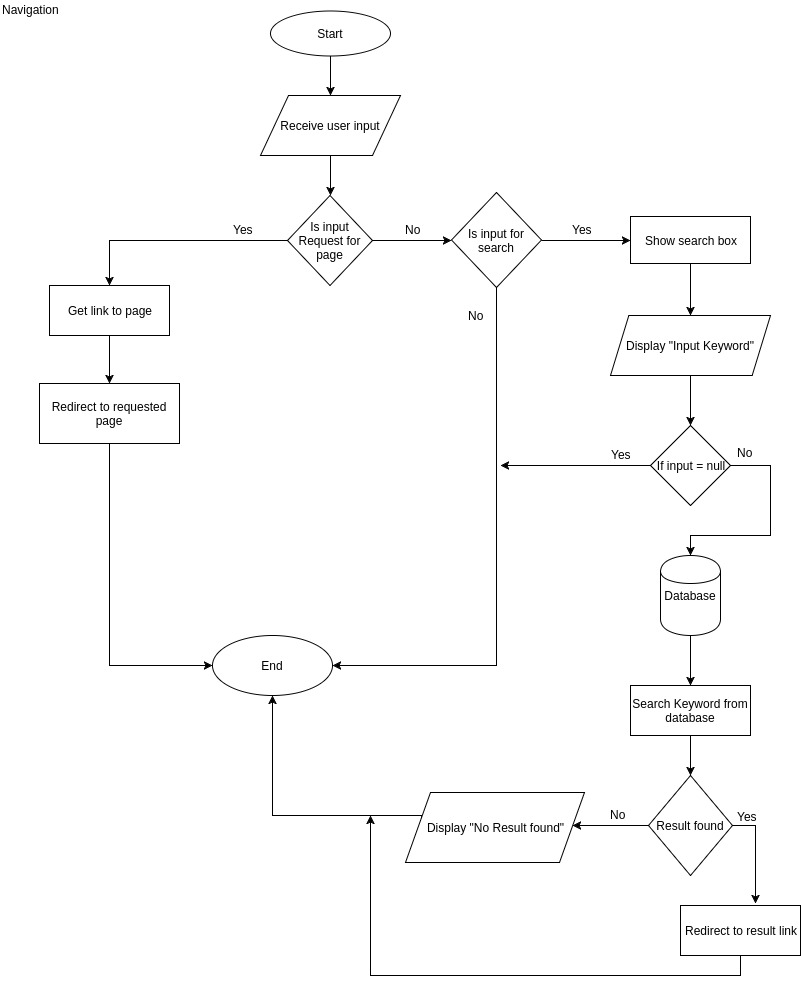 Navigation
Start
Receive user input
Is input
Request for
page
Yes
No
Is input for
search
Yes
Show search box
No
Get link to page
Display "Input Keyword"
Redirect to requested
page
Yes
If input = null
No
Database
End
Search Keyword from
database
Display "No Result found"
No
Result found
Yes
Redirect to result link